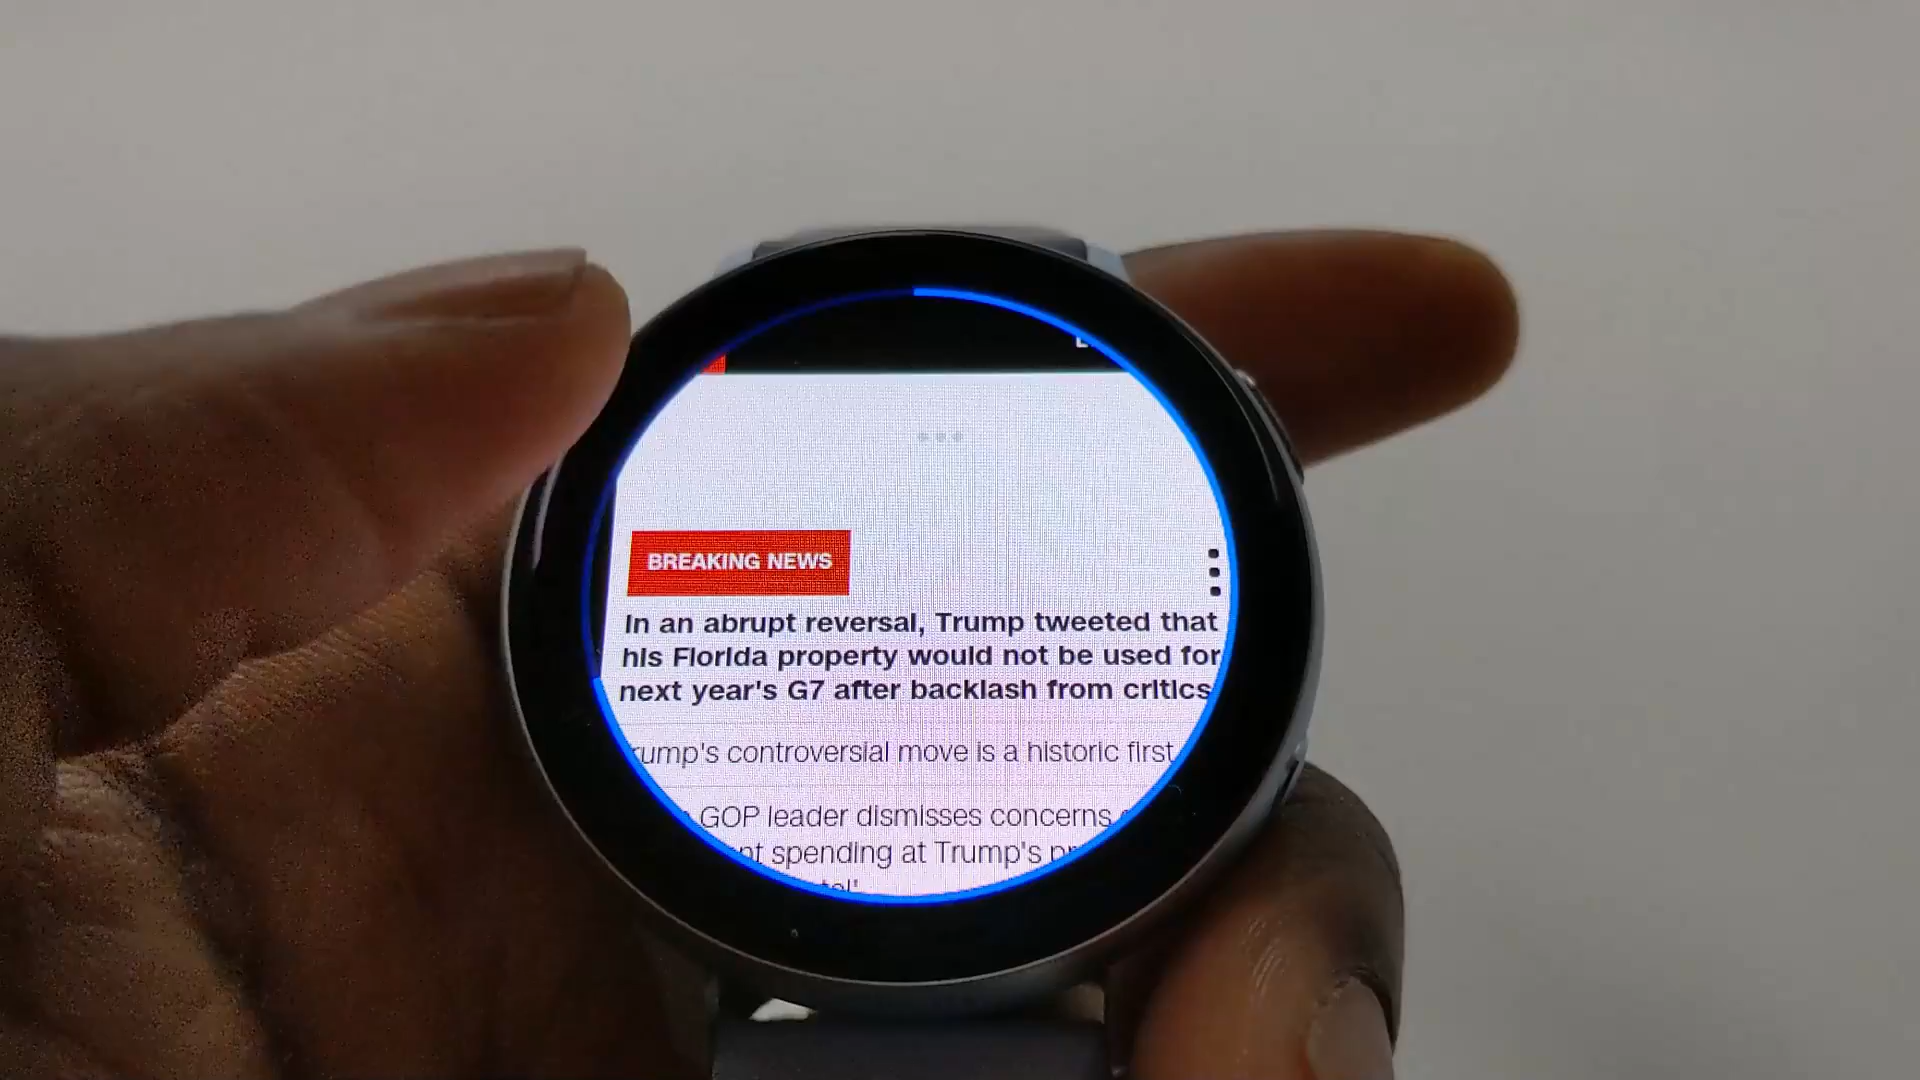 BREAKING NEWS
In an abrupt reversal, Trump tweeted that
his Florida property would not be used for
next year's G7 after backlash from critics
rump's controversial move is a historic first
GOP leader dismisses concerns
spending at Trump's